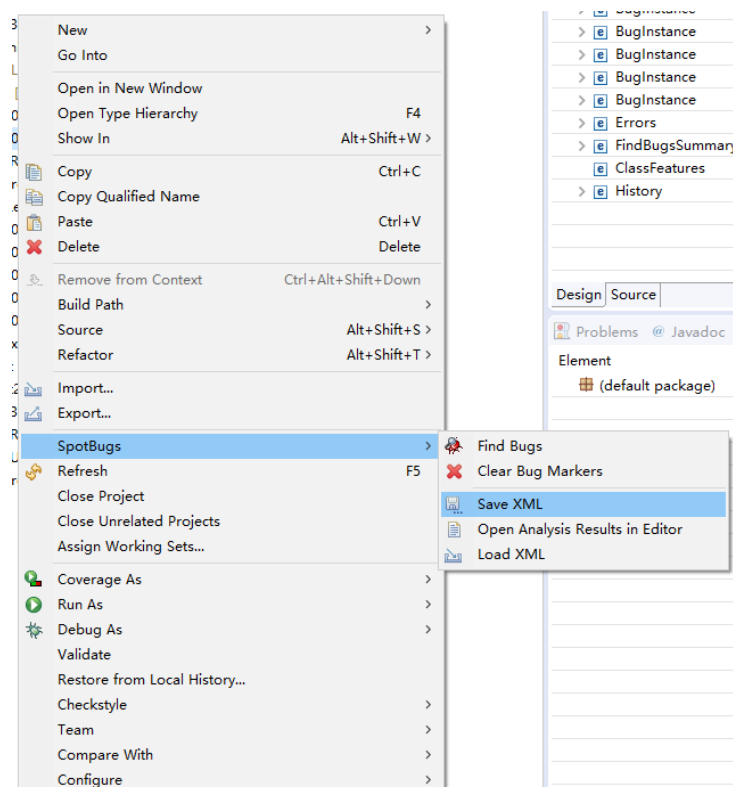 New
Go Into
Open in New Window
Open Type Hierarchy F4
Show In Alt+Shift+W
Copy Ctrl+C
Copy Qualified Name
Paste Ctrl+V
Delete Delete
Remove from Context Ctrl+Alt+Shift+Down
Build Path
Source Alt+Shift+S
Refactor Alt+Shift+T
Import...
Export...
SpotBugs
Refresh F5
Close Project
Close Unrelated Projects
Assign Working Sets...
Coverage As
Run As
Debug As
Validate
Restore from Local History...
Checkstyle
Team
Compare With
Configure
Find Bugs
Clear Bug Markers
Save XML
Open Analysis Results in Editor
Load XML
BugInstance
BugInstance
BugInstance
BugInstance
BugInstance
Errors
FindBugsSummary
ClassFeatures
History
Design Source
Problems @ Javadoc
Element
(default package)